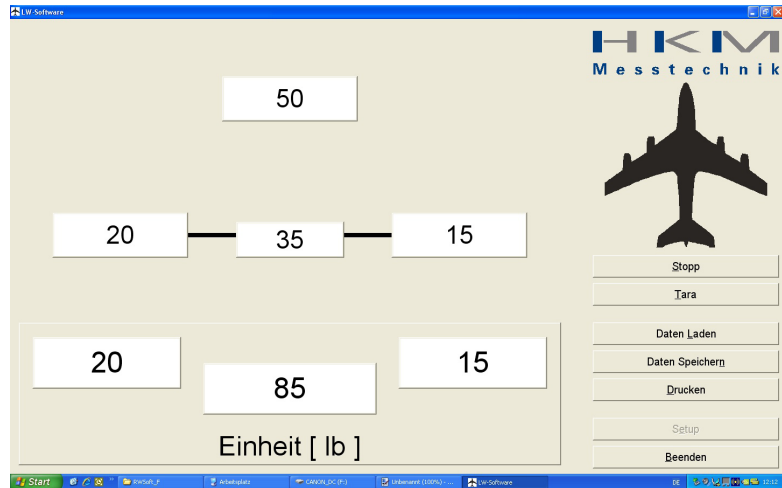 LW-Software
HKM
Messtechnik
50
20
35
15
20
85
15
Einheit [ lb ]
Stopp
Tara
Daten Laden
Daten Speichern
Drucken
Setup
Beenden
Start
RWSoft_F
Arbeitsplatz
CANON_DC (F:)
Unbenannt (100%) - ...
LW-Software
DE
12:12